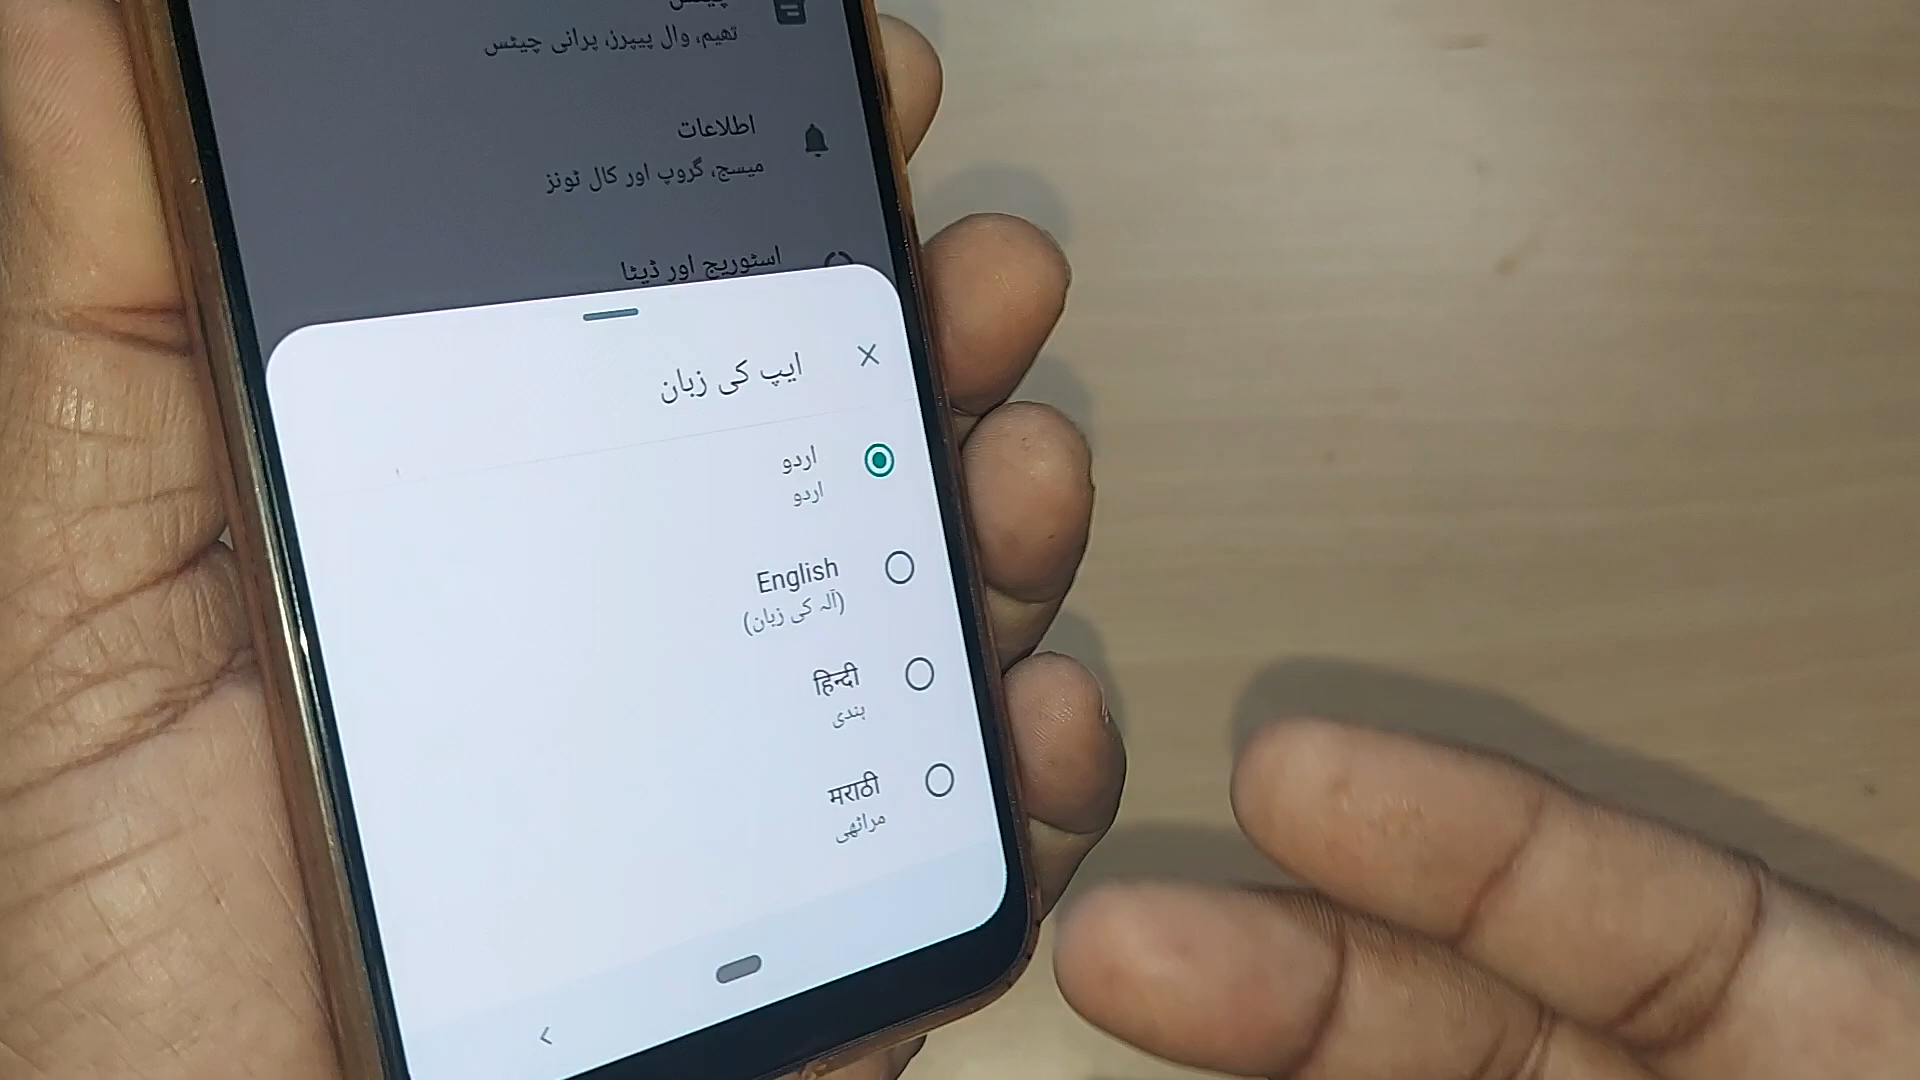 چیٹس
تھیم، وال پیپرز، پرانی چیٹس
اطلاعات
میسج، گروپ اور کال ٹونز
اسٹوریج اور ڈیٹا
ایپ کی زبان
اردو
اردو
English
(آلہ کی زبان)
हिन्दी
ہندی
मराठी
مراٹھی